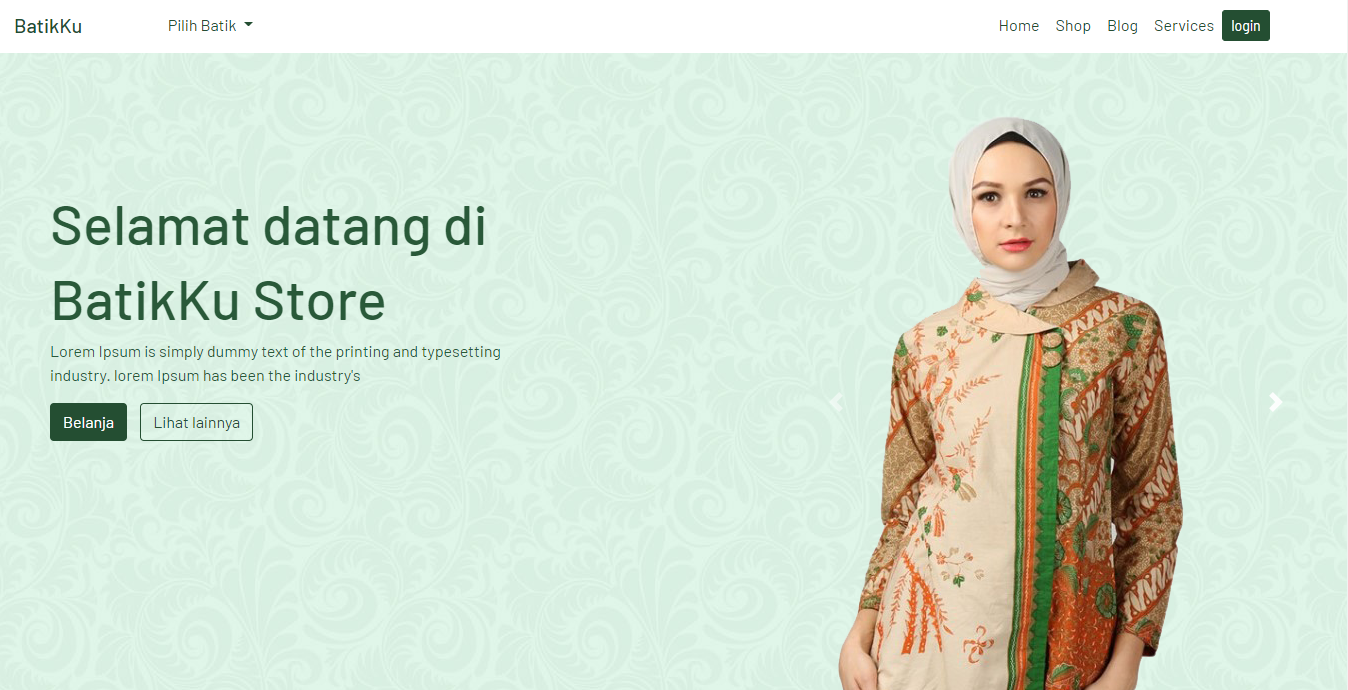 BatikKu
Pilih Batik
Home
Shop
Blog
Services
login
Selamat datang di
BatikKu Store
Lorem Ipsum is simply dummy text of the printing and typesetting
industry. lorem Ipsum has been the industry's
Belanja
Lihat lainnya